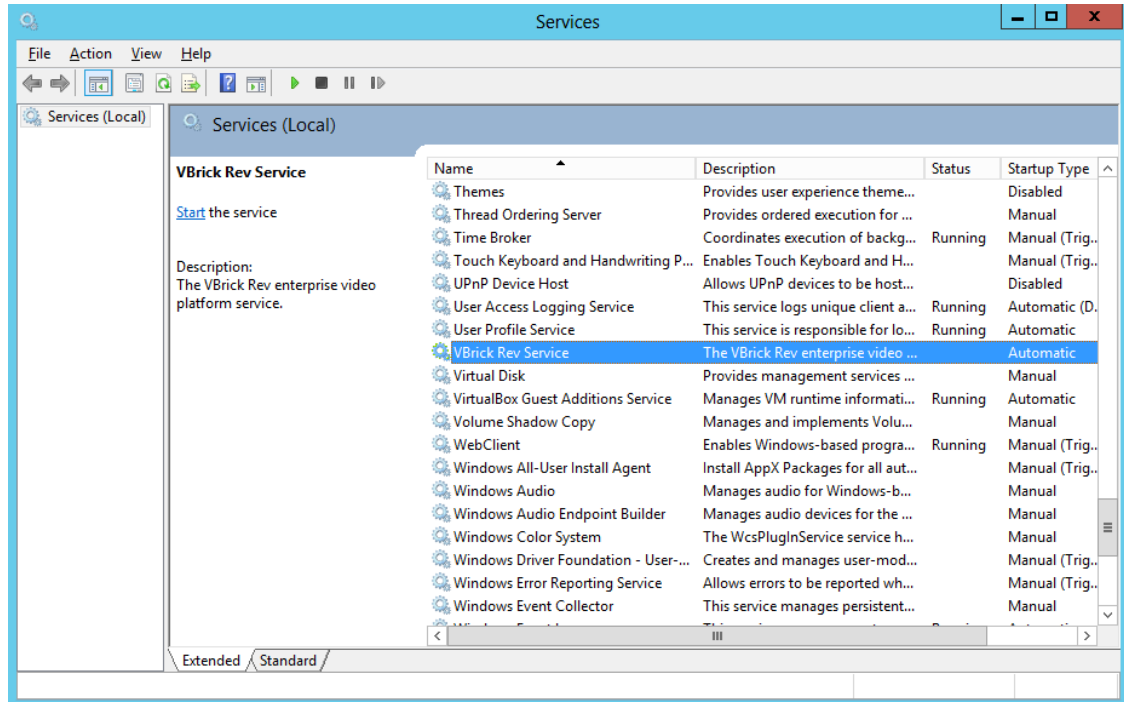 Services
File Action View Help
Services (Local)
Services (Local)
VBrick Rev Service
Start the service
Description:
The VBrick Rev enterprise video
platform service.
Name Description Status Startup Type
Themes Provides user experience theme... Disabled
Thread Ordering Server Provides ordered execution for ... Manual
Time Broker Coordinates execution of backg... Running Manual (Trig..
Touch Keyboard and Handwriting P... Enables Touch Keyboard and H... Manual (Trig..
UPnP Device Host Allows UPnP devices to be host... Disabled
User Access Logging Service This service logs unique client a... Running Automatic (D.
User Profile Service This service is responsible for lo... Running Automatic
VBrick Rev Service The VBrick Rev enterprise video ... Automatic
Virtual Disk Provides management services ... Manual
VirtualBox Guest Additions Service Manages VM runtime informati... Running Automatic
Volume Shadow Copy Manages and implements Volu... Manual
WebClient Enables Windows-based progra... Running Manual (Trig..
Windows All-User Install Agent Install AppX Packages for all aut... Manual (Trig..
Windows Audio Manages audio for Windows-b... Manual
Windows Audio Endpoint Builder Manages audio devices for the ... Manual
Windows Color System The WcsPlugInService service h... Manual
Windows Driver Foundation - User-... Creates and manages user-mod... Manual (Trig..
Windows Error Reporting Service Allows errors to be reported wh... Manual (Trig..
Windows Event Collector This service manages persistent... Manual
Extended Standard